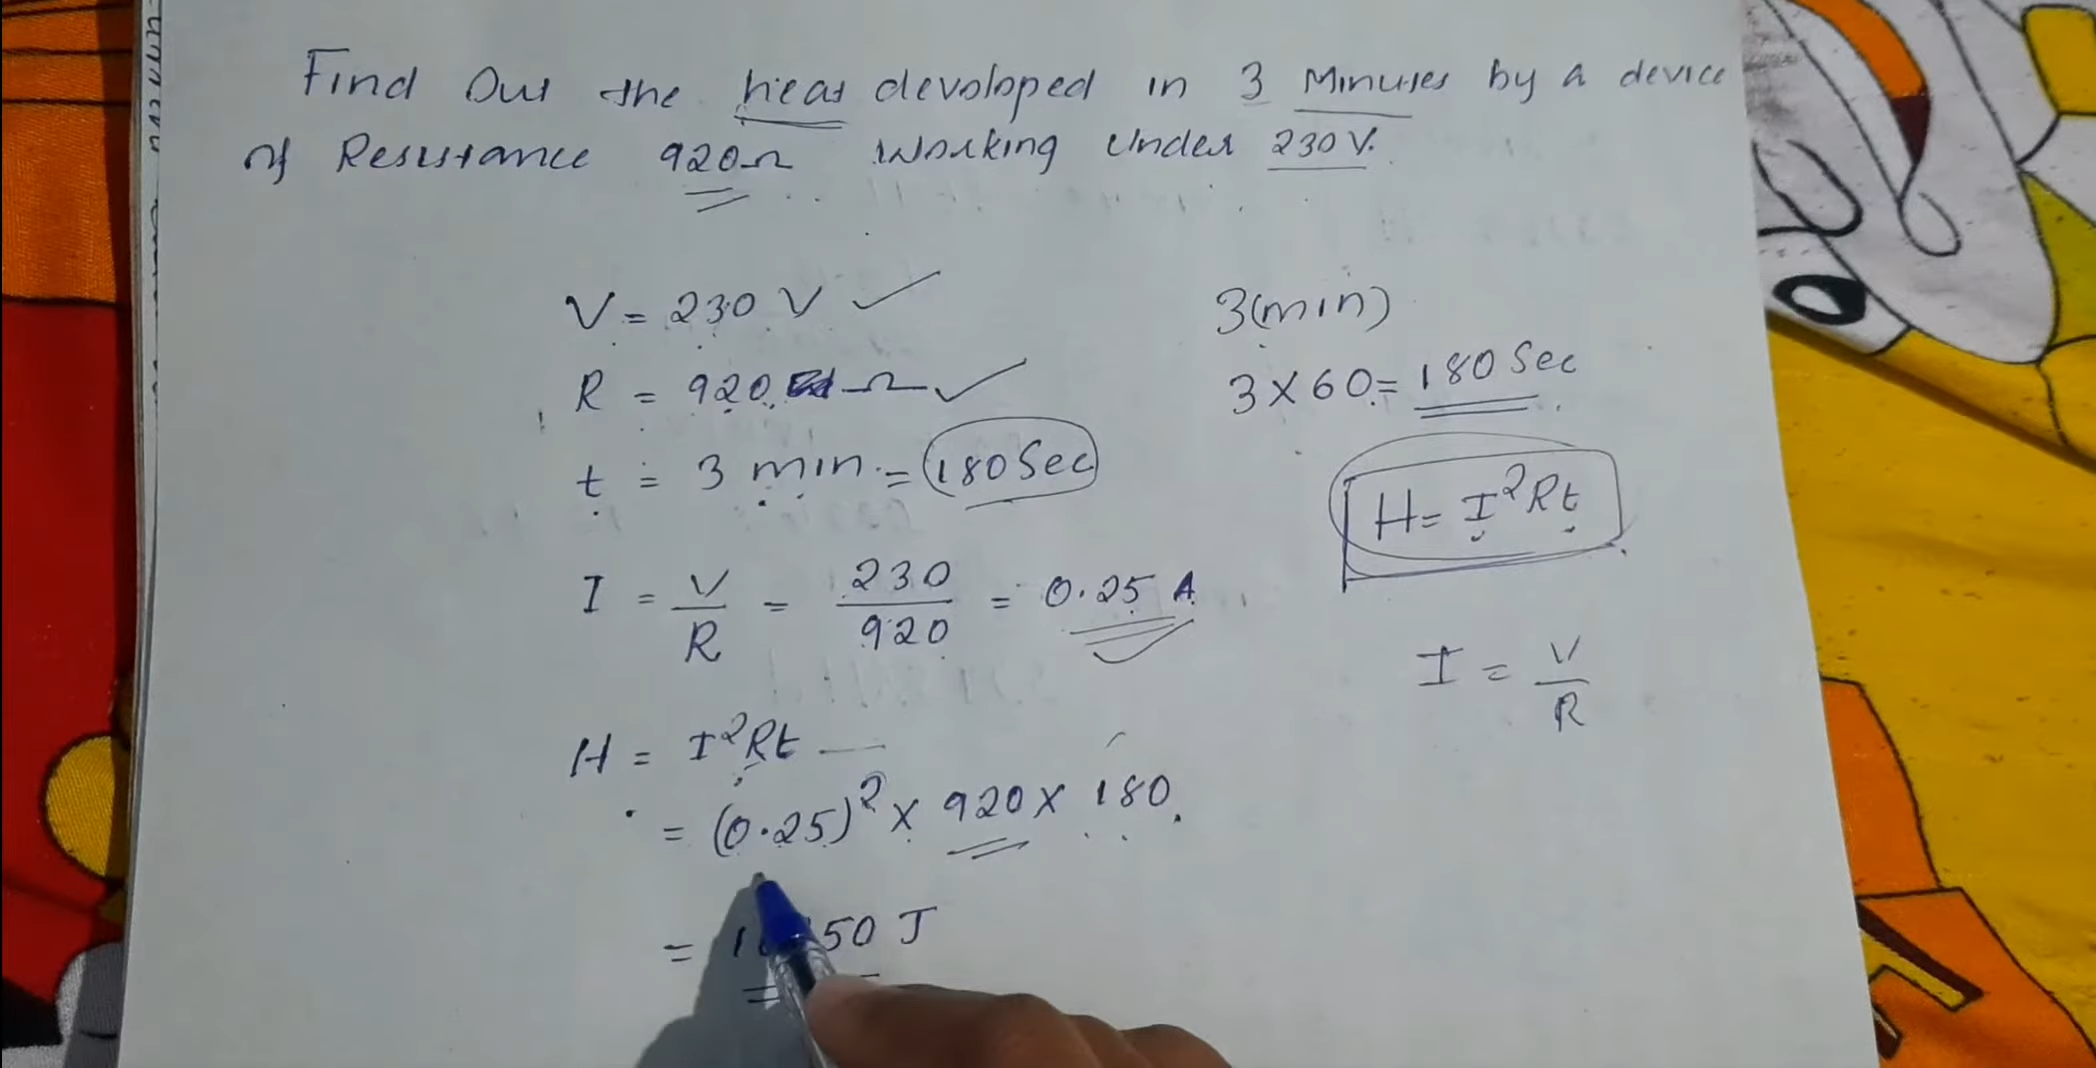 Find Out the heat devoloped in 3 Minutes by a device
of Resistance 920Ω Working Under 230 V.
V = 230 V ✓
R = 920 Ω ✓
t = 3 min = 180 Sec
I = V/R = 230/920 = 0.25 A
H = I²Rt
= (0.25)² × 920 × 180
J
3(min)
3 × 60 = 180 Sec
H = I²Rt
I = V/R